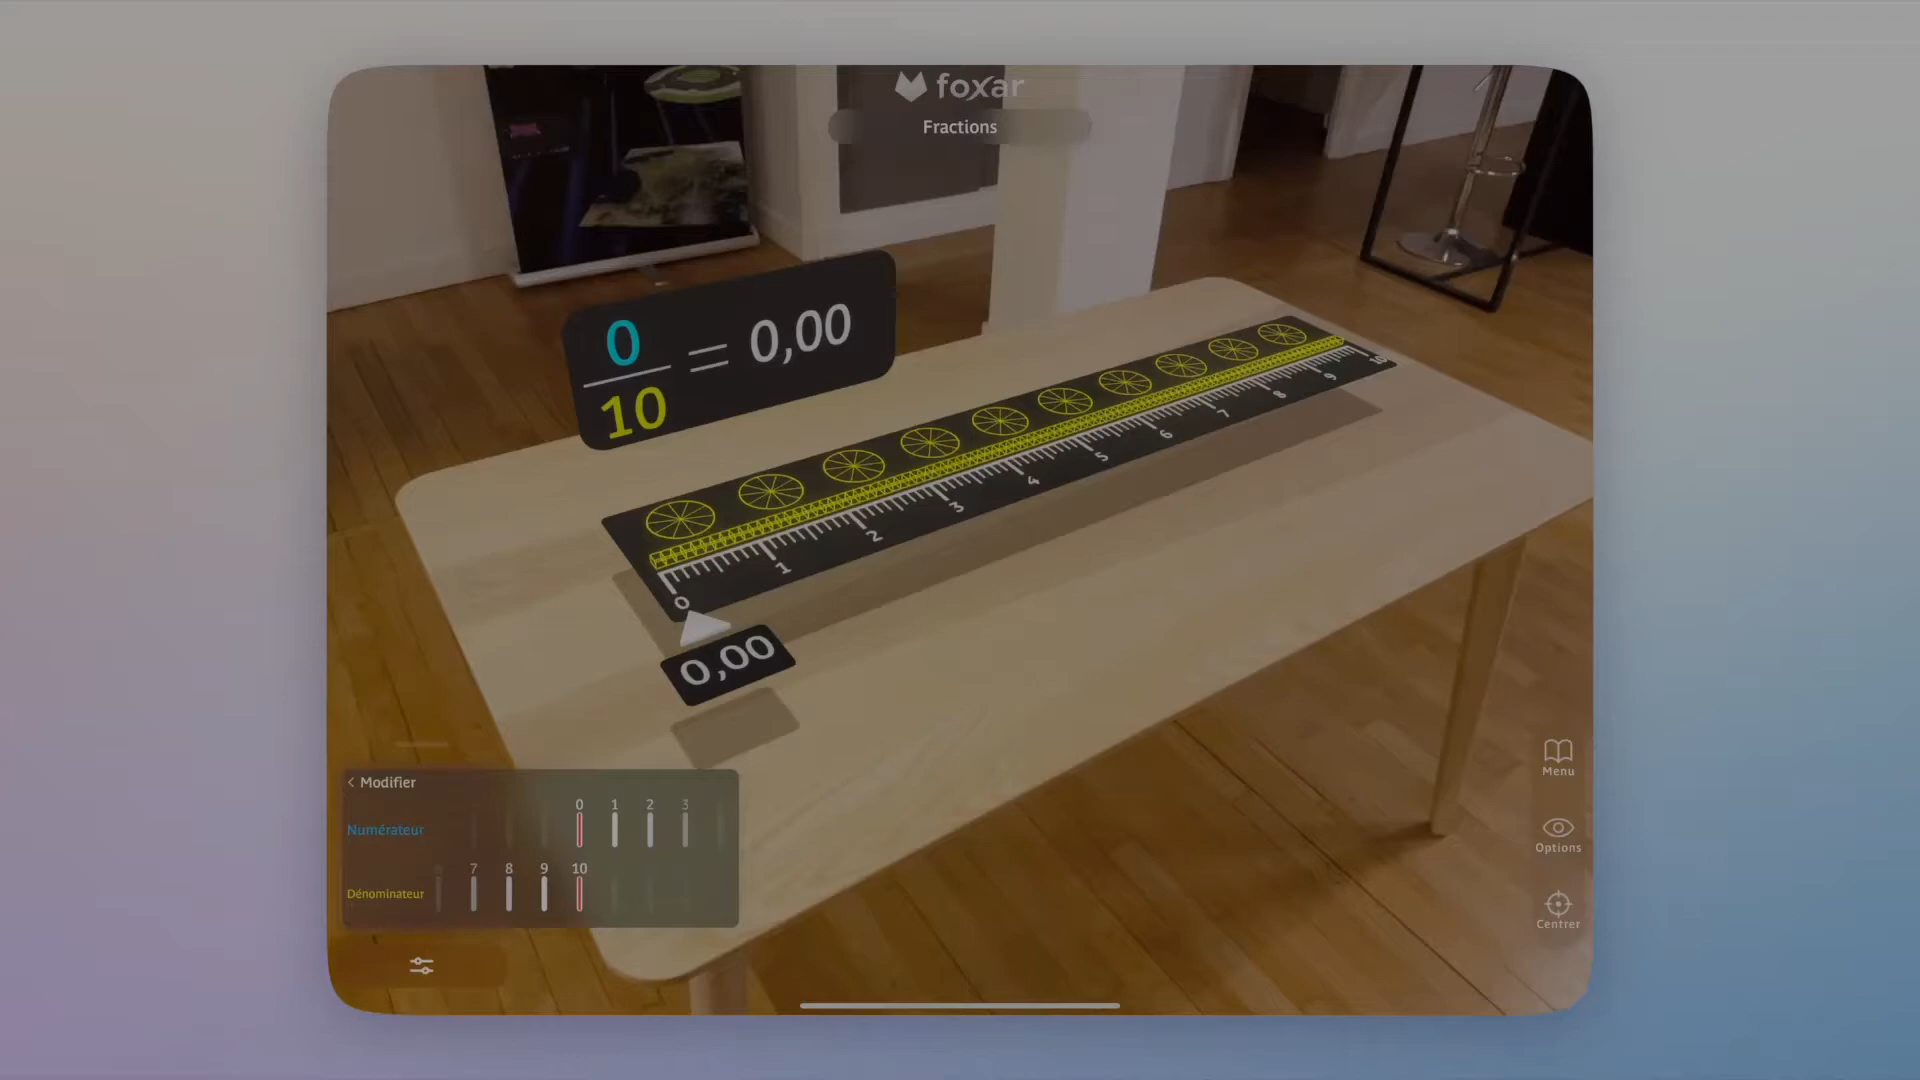 foxar
Fractions
0
10
= 0,00
0 1 2 3 4 5 6 7 8 9 10
0,00
< Modifier
0 1 2 3
Numérateur
7 8 9 10
Dénominateur
Menu
Options
Centrer